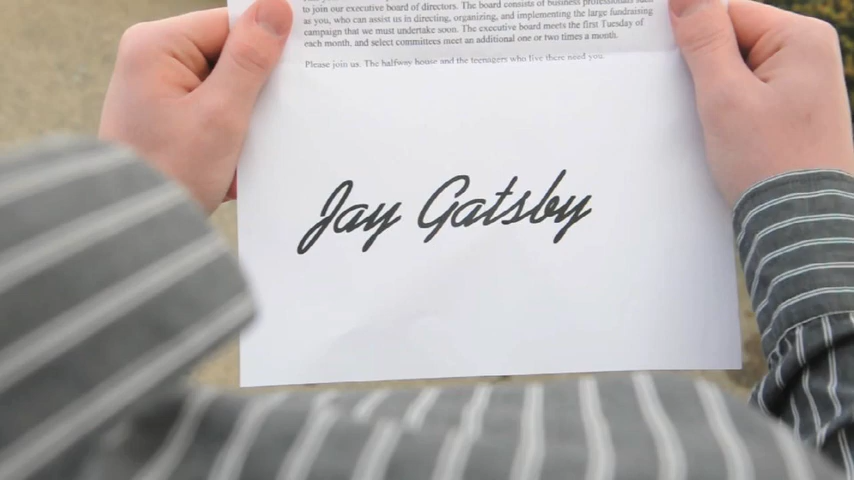 to join our executive board of directors. The board consists of business professionals such
as you, who can assist us in directing, organizing, and implementing the large fundraising
campaign that we must undertake soon. The executive board meets the first Tuesday of
each month, and select committees meet an additional one or two times a month.
Please join us. The halfway house and the teenagers who live there need you.
Jay Gatsby